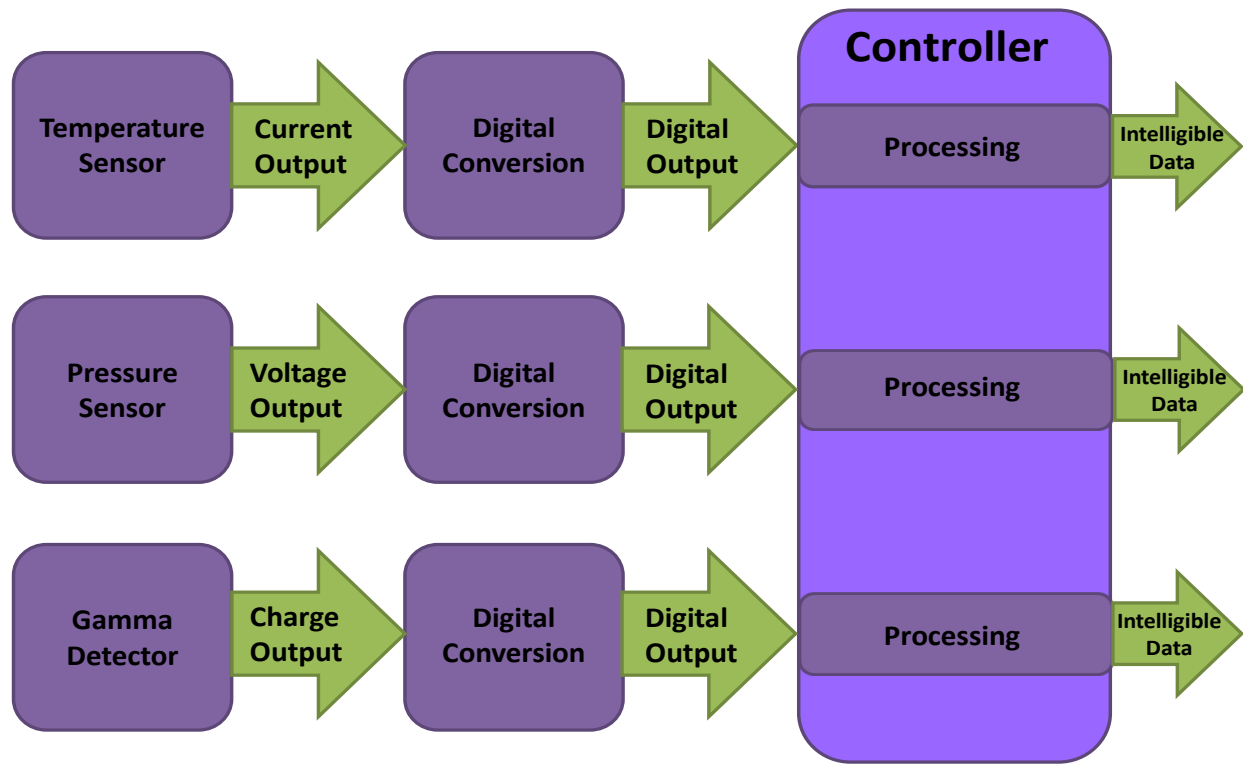 Controller
Temperature
Sensor
Current
Output
Digital
Conversion
Digital
Output
Processing
Intelligible
Data
Pressure
Sensor
Voltage
Output
Digital
Conversion
Digital
Output
Processing
Intelligible
Data
Gamma
Detector
Charge
Output
Digital
Conversion
Digital
Output
Processing
Intelligible
Data